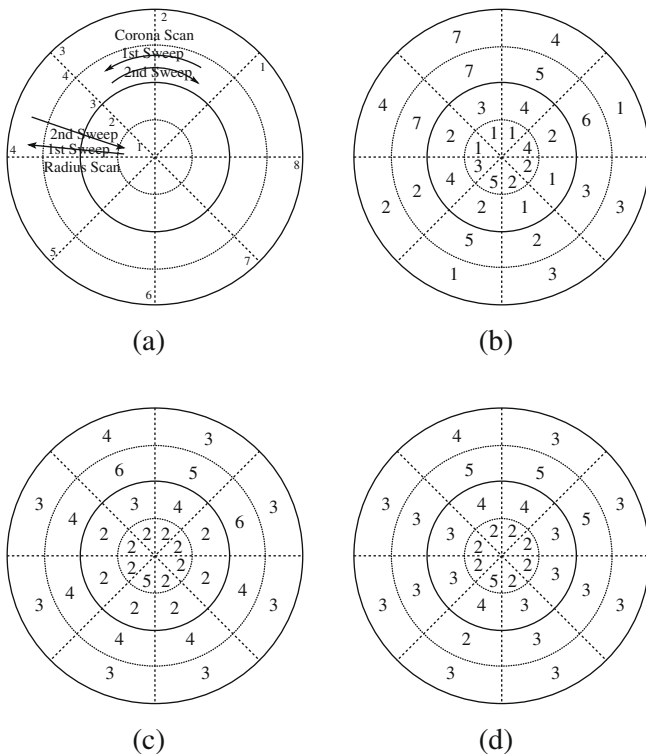 2
Corona Scan
3 1st Sweep 1
4 2nd Sweep
3
2
2nd Sweep
4 1st Sweep 1 8
Radius Scan
5 7
6
(a)
7 4
7 5
4 3 4 1
7 2 1 1 2 6
1 4
3 2
2 4 5 2 1 3
2 2 1 3
5 2
1 3
(b)
4 3
6 5
3 3 4 3
4 2 2 2 2 6
2 2
2 2
4 2 5 2 2 4
3 2 2 3
4 4
3 3
(c)
4 3
5 5
3 4 4 3
3 3 2 2 3 5
2 2
2 2
3 3 5 2 3 3
3 4 3 3
2 3
3 3
(d)